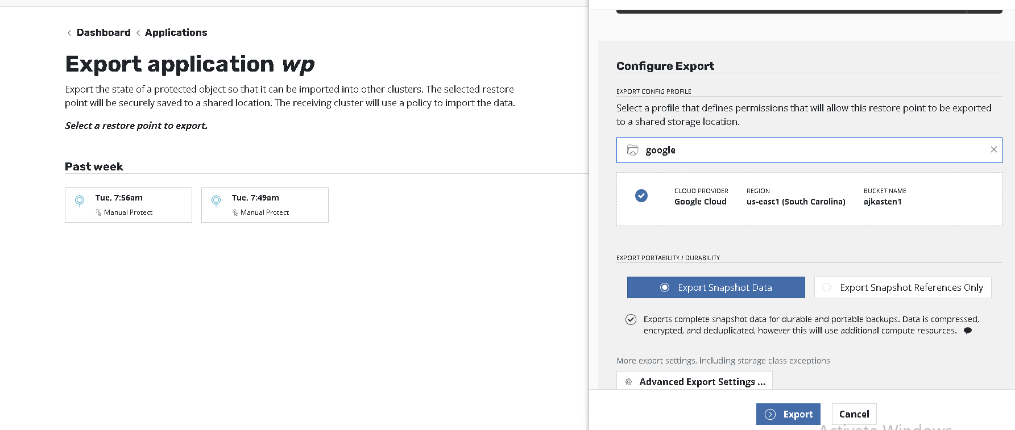 Dashboard
Applications
Export application wp
Export the state of a protected object so that it can be imported into other clusters. The selected restore
point will be securely saved to a shared location. The receiving cluster will use a policy to import the data.
Select a restore point to export.
Past week
Tue, 7:56am
Manual Protect
Tue, 7:49am
Manual Protect
Configure Export
EXPORT CONFIG PROFILE
Select a profile that defines permissions that will allow this restore point to be exported
to a shared storage location.
google
CLOUD PROVIDER
Google Cloud
REGION
us-east1 (South Carolina)
BUCKET NAME
ajkasten1
EXPORT PORTABILITY / DURABILITY
Export Snapshot Data
Export Snapshot References Only
Exports complete snapshot data for durable and portable backups. Data is compressed,
encrypted, and deduplicated, however this will use additional compute resources.
More export settings, including storage class exceptions
Advanced Export Settings ...
Export
Cancel
Activate Windows